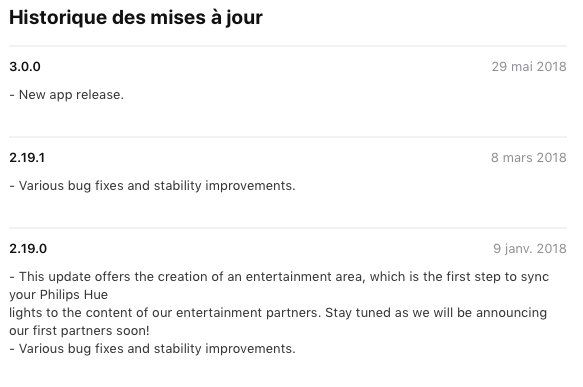 Historique des mises à jour
3.0.0 29 mai 2018
- New app release.
2.19.1 8 mars 2018
- Various bug fixes and stability improvements.
2.19.0 9 janv. 2018
- This update offers the creation of an entertainment area, which is the first step to sync
your Philips Hue
lights to the content of our entertainment partners. Stay tuned as we will be announcing
our first partners soon!
- Various bug fixes and stability improvements.